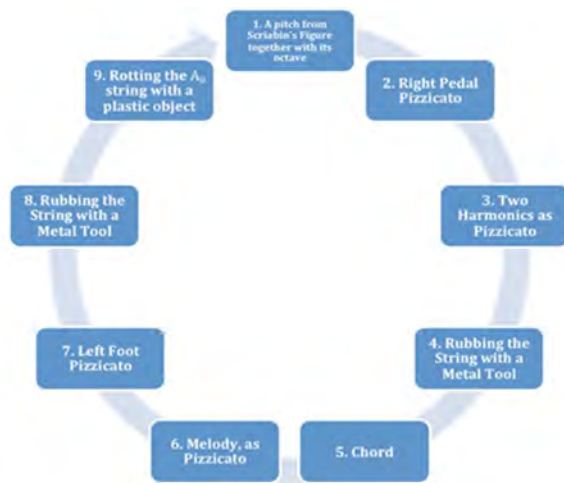 1. A pitch from
Scriabin's Figure
together with its
octave
2. Right Pedal
Pizzicato
3. Two
Harmonics as
Pizzicato
4. Rubbing the
String with a
Metal Tool
5. Chord
6. Melody, as
Pizzicato
7. Left Foot
Pizzicato
8. Rubbing the
String with a
Metal Tool
9. Rotting the A₀
string with a
plastic object